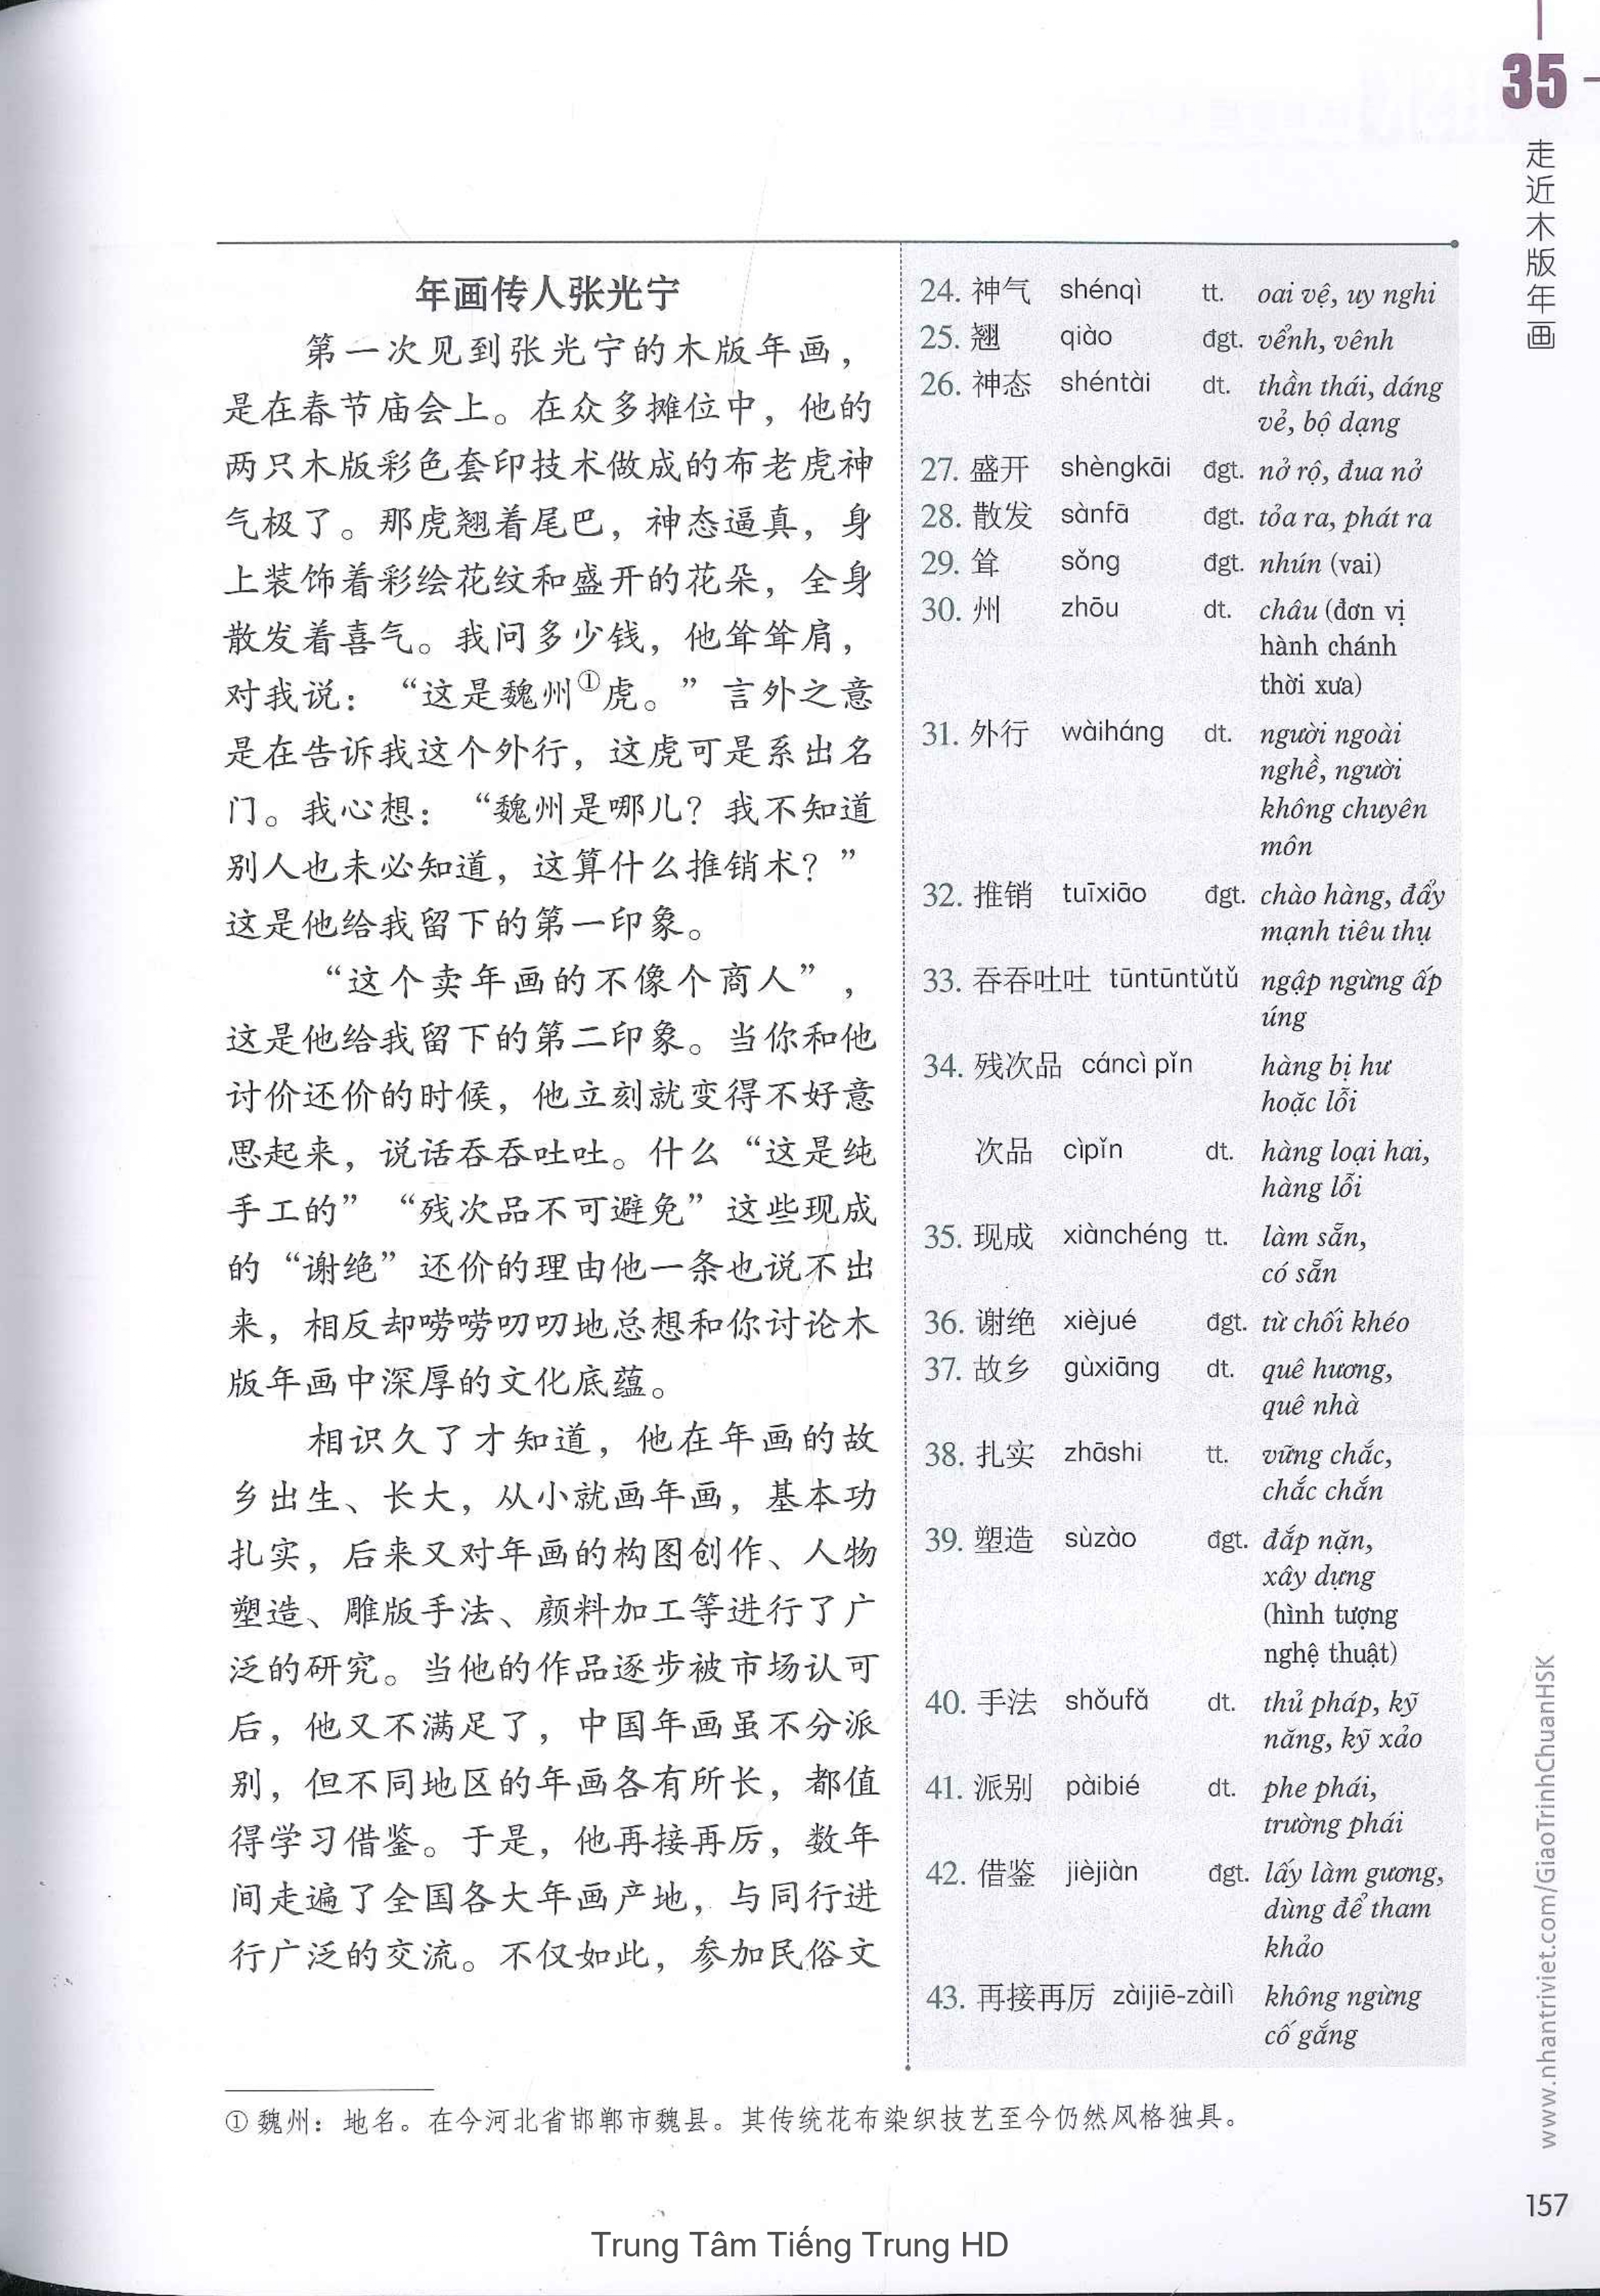 35
走近木版年画
年画传人张光宁
第一次见到张光宁的木版年画，
是在春节庙会上。在众多摊位中，他的
两只木版彩色套印技术做成的布老虎神
气极了。那虎翘着尾巴，神态逼真，身
上装饰着彩绘花纹和盛开的花朵，全身
散发着喜气。我问多少钱，他耸耸肩，
对我说：“这是魏州①虎。”言外之意
是在告诉我这个外行，这虎可是系出名
门。我心想：“魏州是哪儿？我不知道
别人也未必知道，这算什么推销术？”
这是他给我留下的第一印象。
“这个卖年画的不像个商人”，
这是他给我留下的第二印象。当你和他
讨价还价的时候，他立刻就变得不好意
思起来，说话吞吞吐吐。什么“这是纯
手工的”“残次品不可避免”这些现成
的“谢绝”还价的理由他一条也说不出
来，相反却唠唠叨叨地总想和你讨论木
版年画中深厚的文化底蕴。
相识久了才知道，他在年画的故
乡出生、长大，从小就画年画，基本功
扎实，后来又对年画的构图创作、人物
塑造、雕版手法、颜料加工等进行了广
泛的研究。当他的作品逐步被市场认可
后，他又不满足了，中国年画虽不分派
别，但不同地区的年画各有所长，都值
得学习借鉴。于是，他再接再厉，数年
间走遍了全国各大年画产地，与同行进
行广泛的交流。不仅如此，参加民俗文
24. 神气 shénqì tt. oai vệ, uy nghi
25. 翘 qiào đgt. vểnh, vênh
26. 神态 shéntài dt. thần thái, dáng
vẻ, bộ dạng
27. 盛开 shèngkāi đgt. nở rộ, đua nở
28. 散发 sànfā đgt. tỏa ra, phát ra
29. 耸 sǒng đgt. nhún (vai)
30. 州 zhōu dt. châu (đơn vị
hành chánh
thời xưa)
31. 外行 wàiháng dt. người ngoài
nghề, người
không chuyên
môn
32. 推销 tuīxiāo đgt. chào hàng, đẩy
mạnh tiêu thụ
33. 吞吞吐吐 tūntūntǔtǔ ngập ngừng ấp
úng
34. 残次品 cáncì pǐn hàng bị hư
hoặc lỗi
次品 cìpǐn dt. hàng loại hai,
hàng lỗi
35. 现成 xiànchéng tt. làm sẵn,
có sẵn
36. 谢绝 xièjué đgt. từ chối khéo
37. 故乡 gùxiāng dt. quê hương,
quê nhà
38. 扎实 zhāshi tt. vững chắc,
chắc chắn
39. 塑造 sùzào đgt. đắp nặn,
xây dựng
(hình tượng
nghệ thuật)
40. 手法 shǒufǎ dt. thủ pháp, kỹ
năng, kỹ xảo
41. 派别 pàibié dt. phe phái,
trường phái
42. 借鉴 jièjiàn đgt. lấy làm gương,
dùng để tham
khảo
43. 再接再厉 zàijiē-zàilì không ngừng
cố gắng
① 魏州：地名。在今河北省邯郸市魏县。其传统花布染织技艺至今仍然风格独具。
www.nhantriviet.com/GiaoTrinhChuanHSK
157
Trung Tâm Tiếng Trung HD